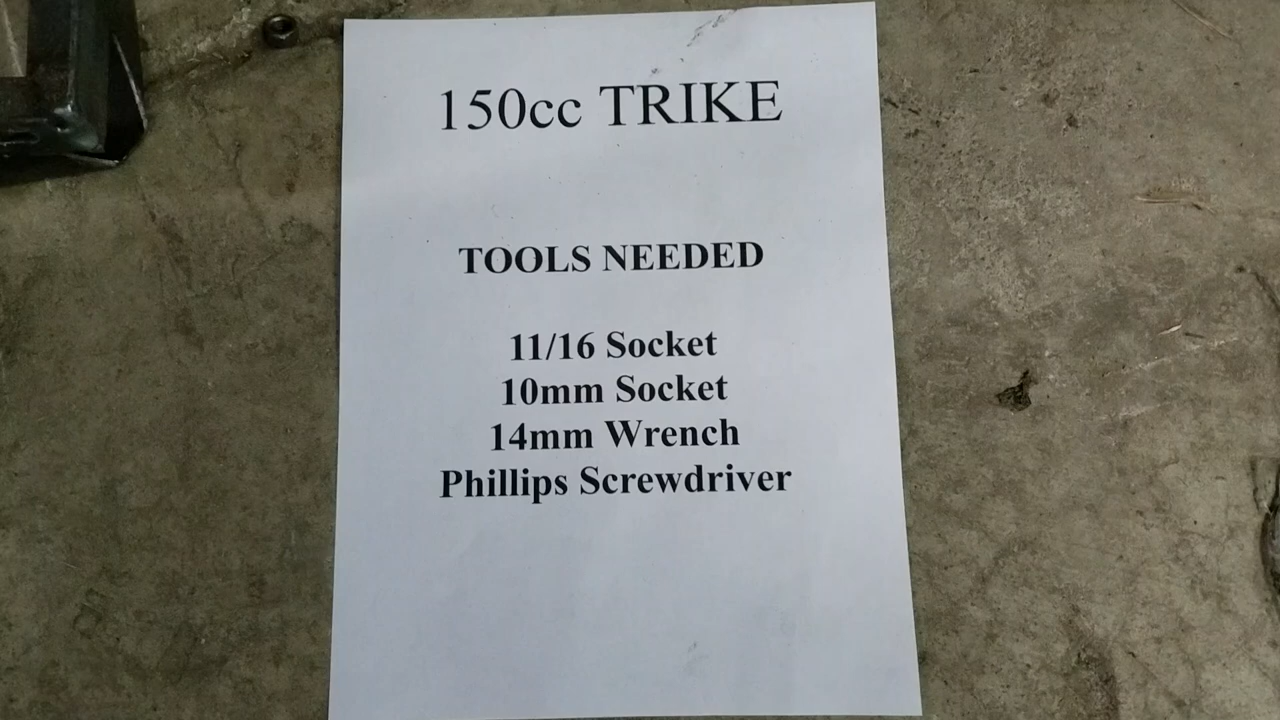 150cc TRIKE
TOOLS NEEDED
11/16 Socket
10mm Socket
14mm Wrench
Phillips Screwdriver